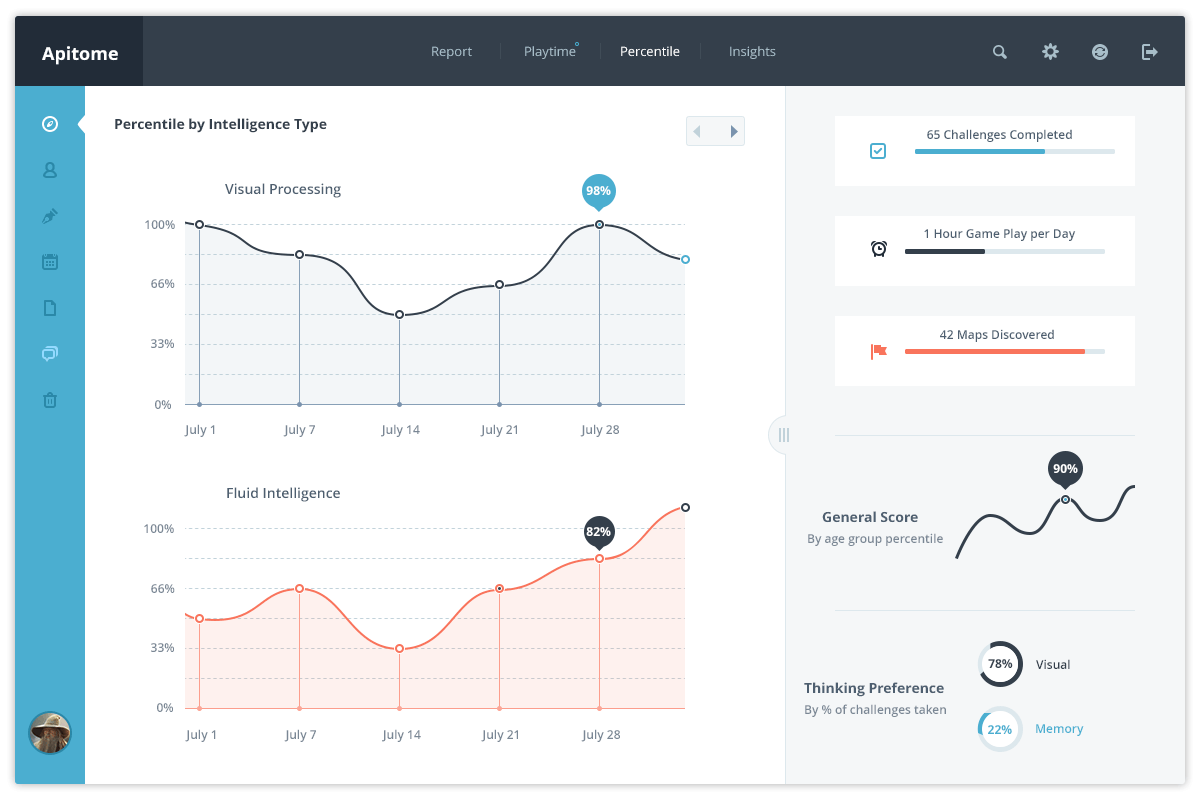 Apitome
Report
Playtime
Percentile
Insights
Percentile by Intelligence Type
Visual Processing
98%
100%
66%
33%
0%
July 1
July 7
July 14
July 21
July 28
Fluid Intelligence
82%
100%
66%
33%
0%
July 1
July 7
July 14
July 21
July 28
65 Challenges Completed
1 Hour Game Play per Day
42 Maps Discovered
90%
General Score
By age group percentile
Thinking Preference
By % of challenges taken
78%
Visual
22%
Memory